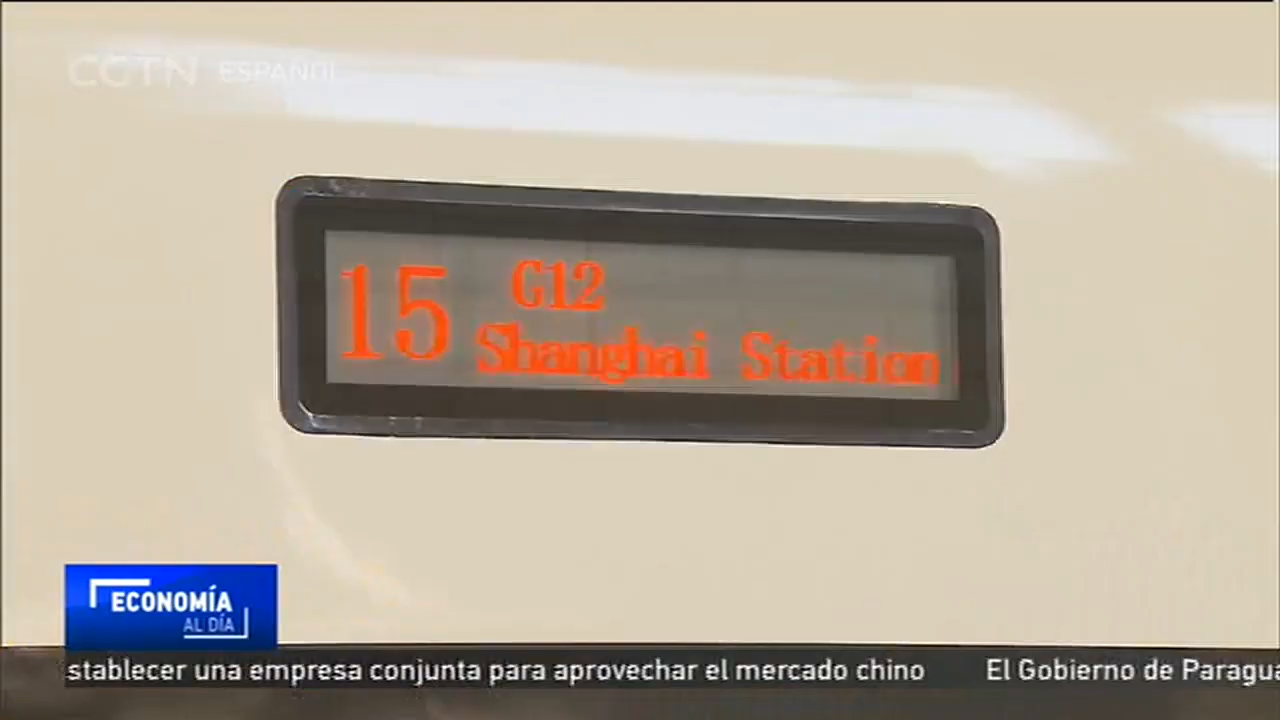 CGTN ESPAÑOL
15
G12
Shanghai Station
ECONOMÍA
AL DÍA
stablecer una empresa conjunta para aprovechar el mercado chino El Gobierno de Paragua